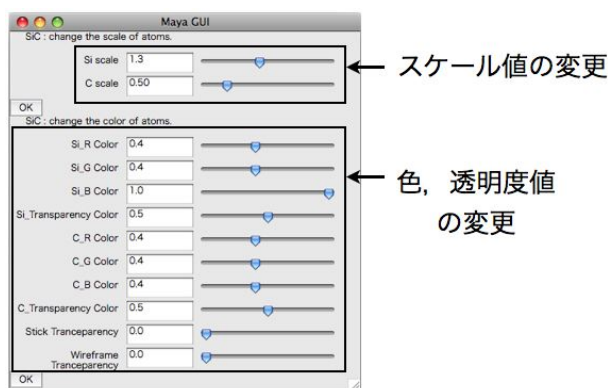 Maya GUI
SiC : change the scale of atoms.
Si scale 1.3
C scale 0.50
スケール値の変更
OK
SiC : change the color of atoms.
Si_R Color 0.4
Si_G Color 0.4
Si_B Color 1.0
色，透明度値
の変更
Si_Transparency Color 0.5
C_R Color 0.4
C_G Color 0.4
C_B Color 0.4
C_Transparency Color 0.5
Stick Tranceparency 0.0
Wireframe
Tranceparency 0.0
OK